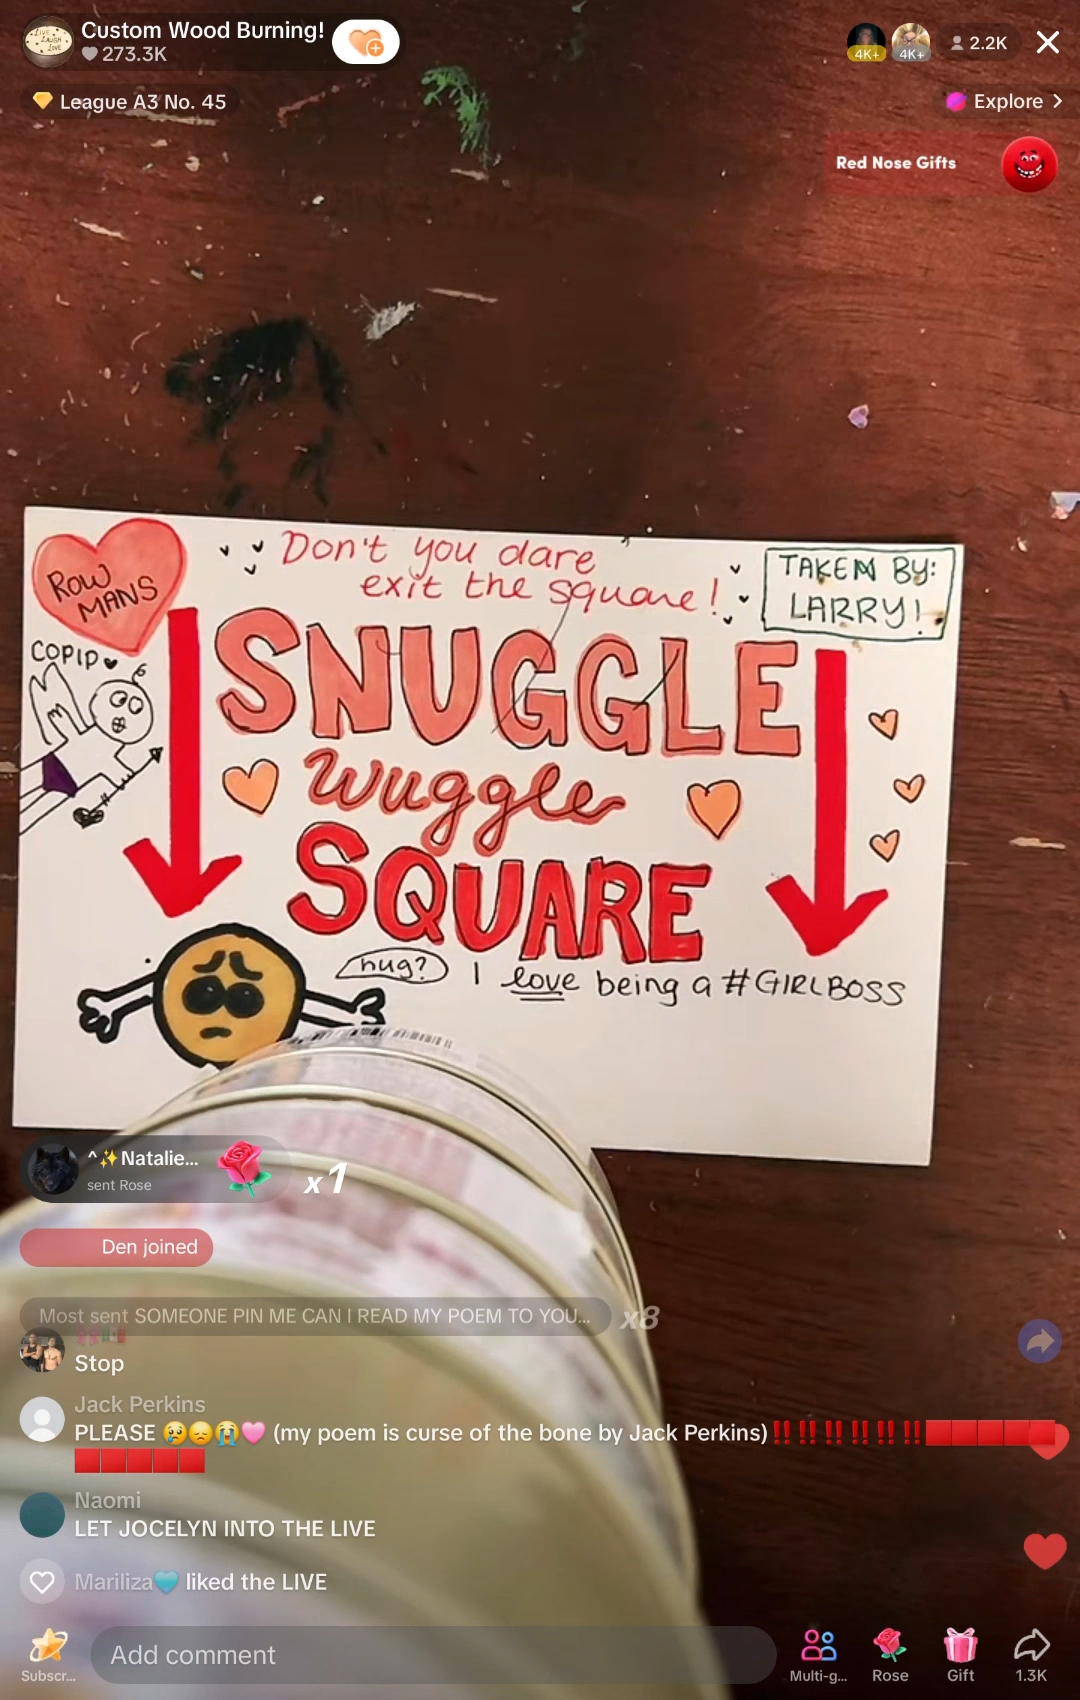 Custom Wood Burning!
273.3K
4K+
4K+
2.2K
League A3 No. 45
Explore
Red Nose Gifts
ROW
MANS
Don't you dare
exit the square!
TAKEN BY:
LARRY!
COPID
SNUGGLE
wuggle
SQUARE
hug?
I love being a #GIRLBOSS
^✨Natalie...
sent Rose
x1
Den joined
Most sent SOMEONE PIN ME CAN I READ MY POEM TO YOU...
x8
Stop
Jack Perkins
PLEASE 😢😞😭🩷 (my poem is curse of the bone by Jack Perkins)‼️‼️‼️‼️‼️‼️🟥🟥🟥🟥🟥
🟥🟥🟥🟥🟥
Naomi
LET JOCELYN INTO THE LIVE
Mariliza🩵 liked the LIVE
Subscr...
Add comment
Multi-g...
Rose
Gift
1.3K